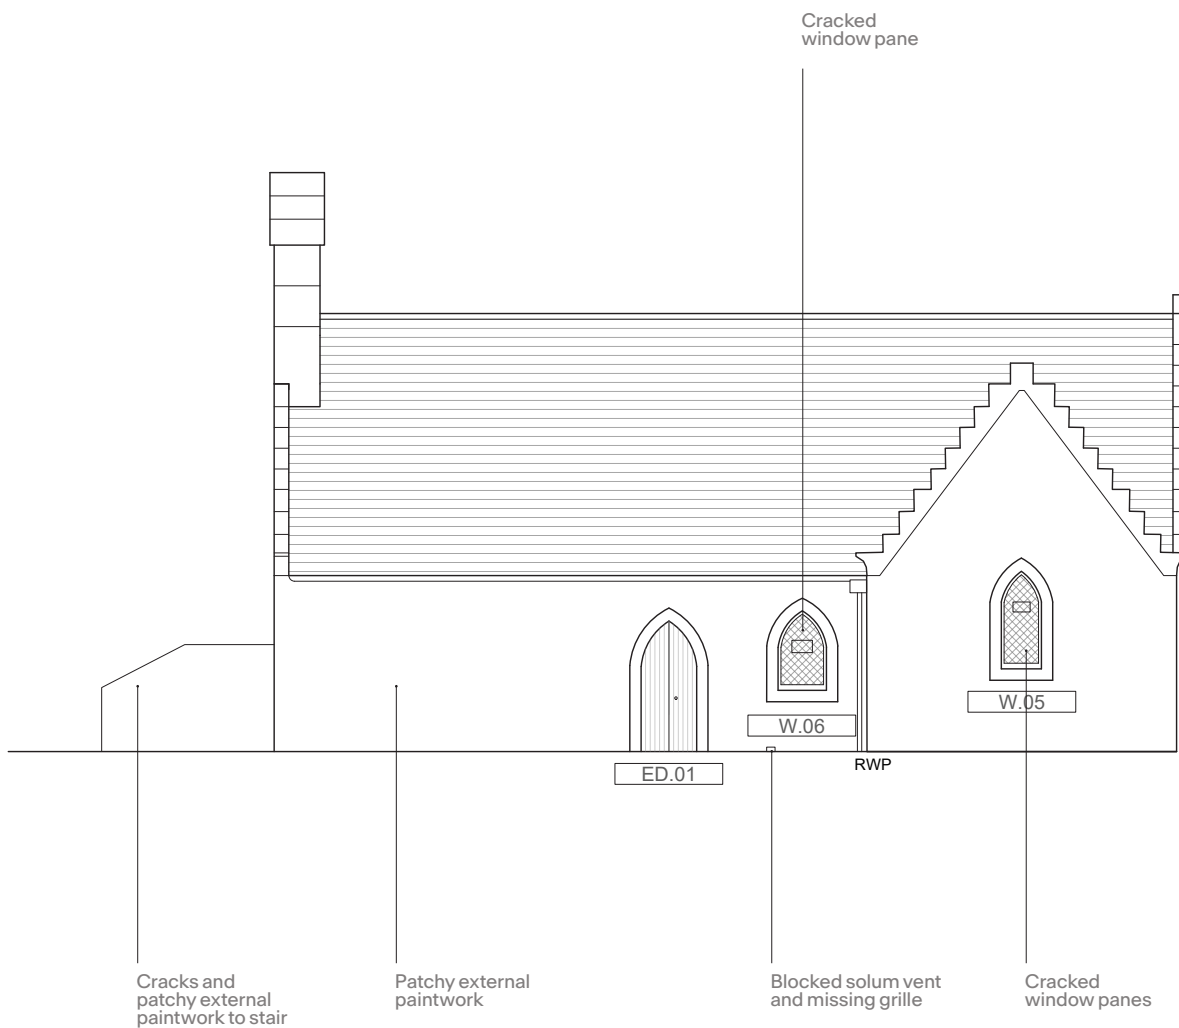 Cracked
window pane
W.05
W.06
RWP
ED.01
Cracks and
patchy external
paintwork to stair
Patchy external
paintwork
Blocked solum vent
and missing grille
Cracked
window panes